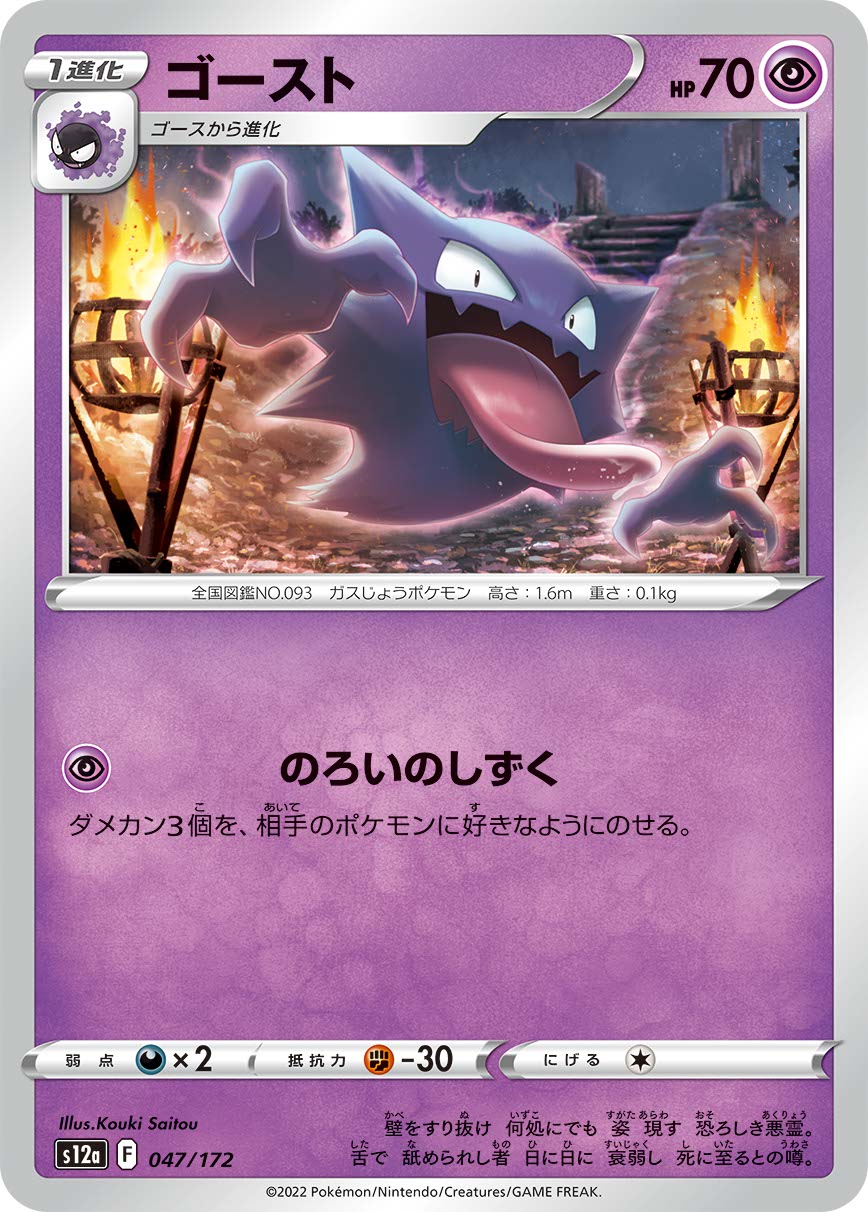 1進化
ゴースト
HP70
ゴースから進化
全国図鑑NO.093 ガスじょうポケモン 高さ:1.6m 重さ:0.1kg
のろいのしずく
ダメカン3個を、相手のポケモンに好きなようにのせる。
弱点 ×2 抵抗力 -30 にげる
Illus.Kouki Saitou
壁をすり抜け 何処にでも 姿 現す 恐ろしき悪霊。
舌で 舐められし者 日に日に 衰弱し 死に至るとの噂。
s12a F 047/172
©2022 Pokémon/Nintendo/Creatures/GAME FREAK.